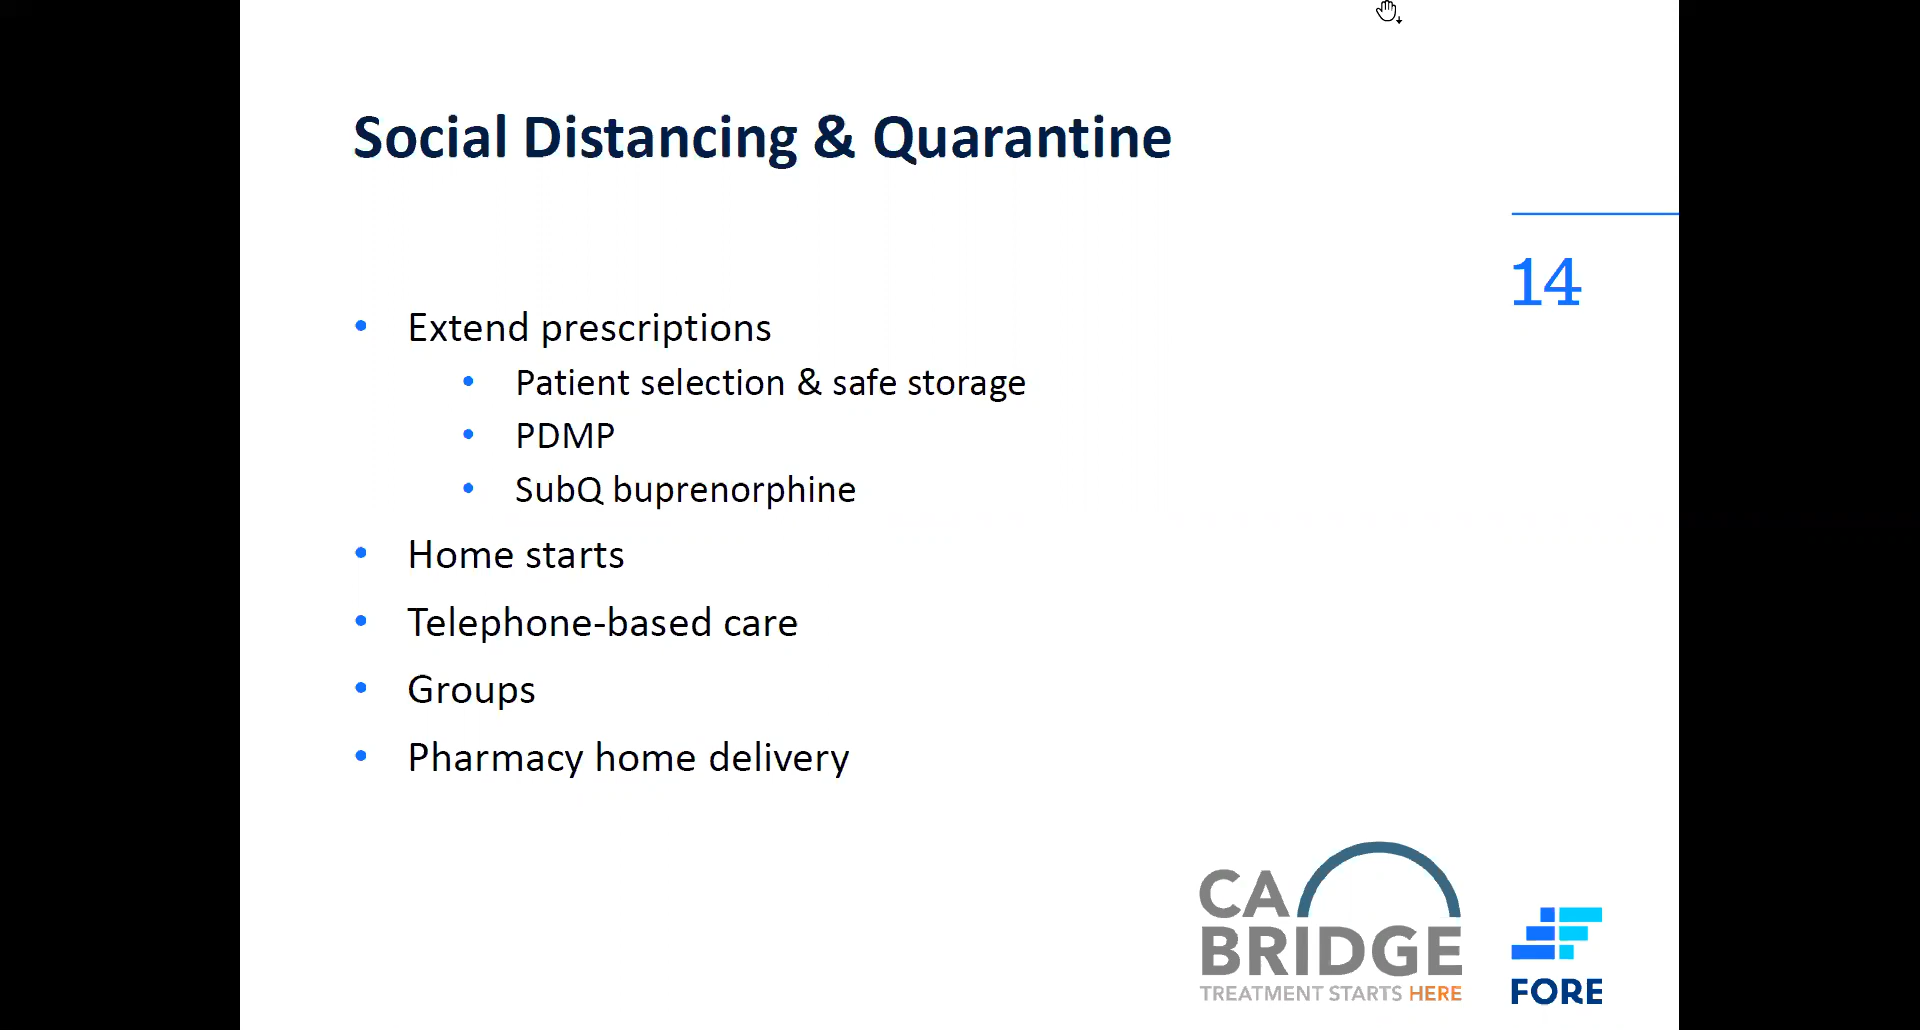 Social Distancing & Quarantine
14
• Extend prescriptions
• Patient selection & safe storage
• PDMP
• SubQ buprenorphine
• Home starts
• Telephone-based care
• Groups
• Pharmacy home delivery
CA
BRIDGE
TREATMENT STARTS HERE
FORE